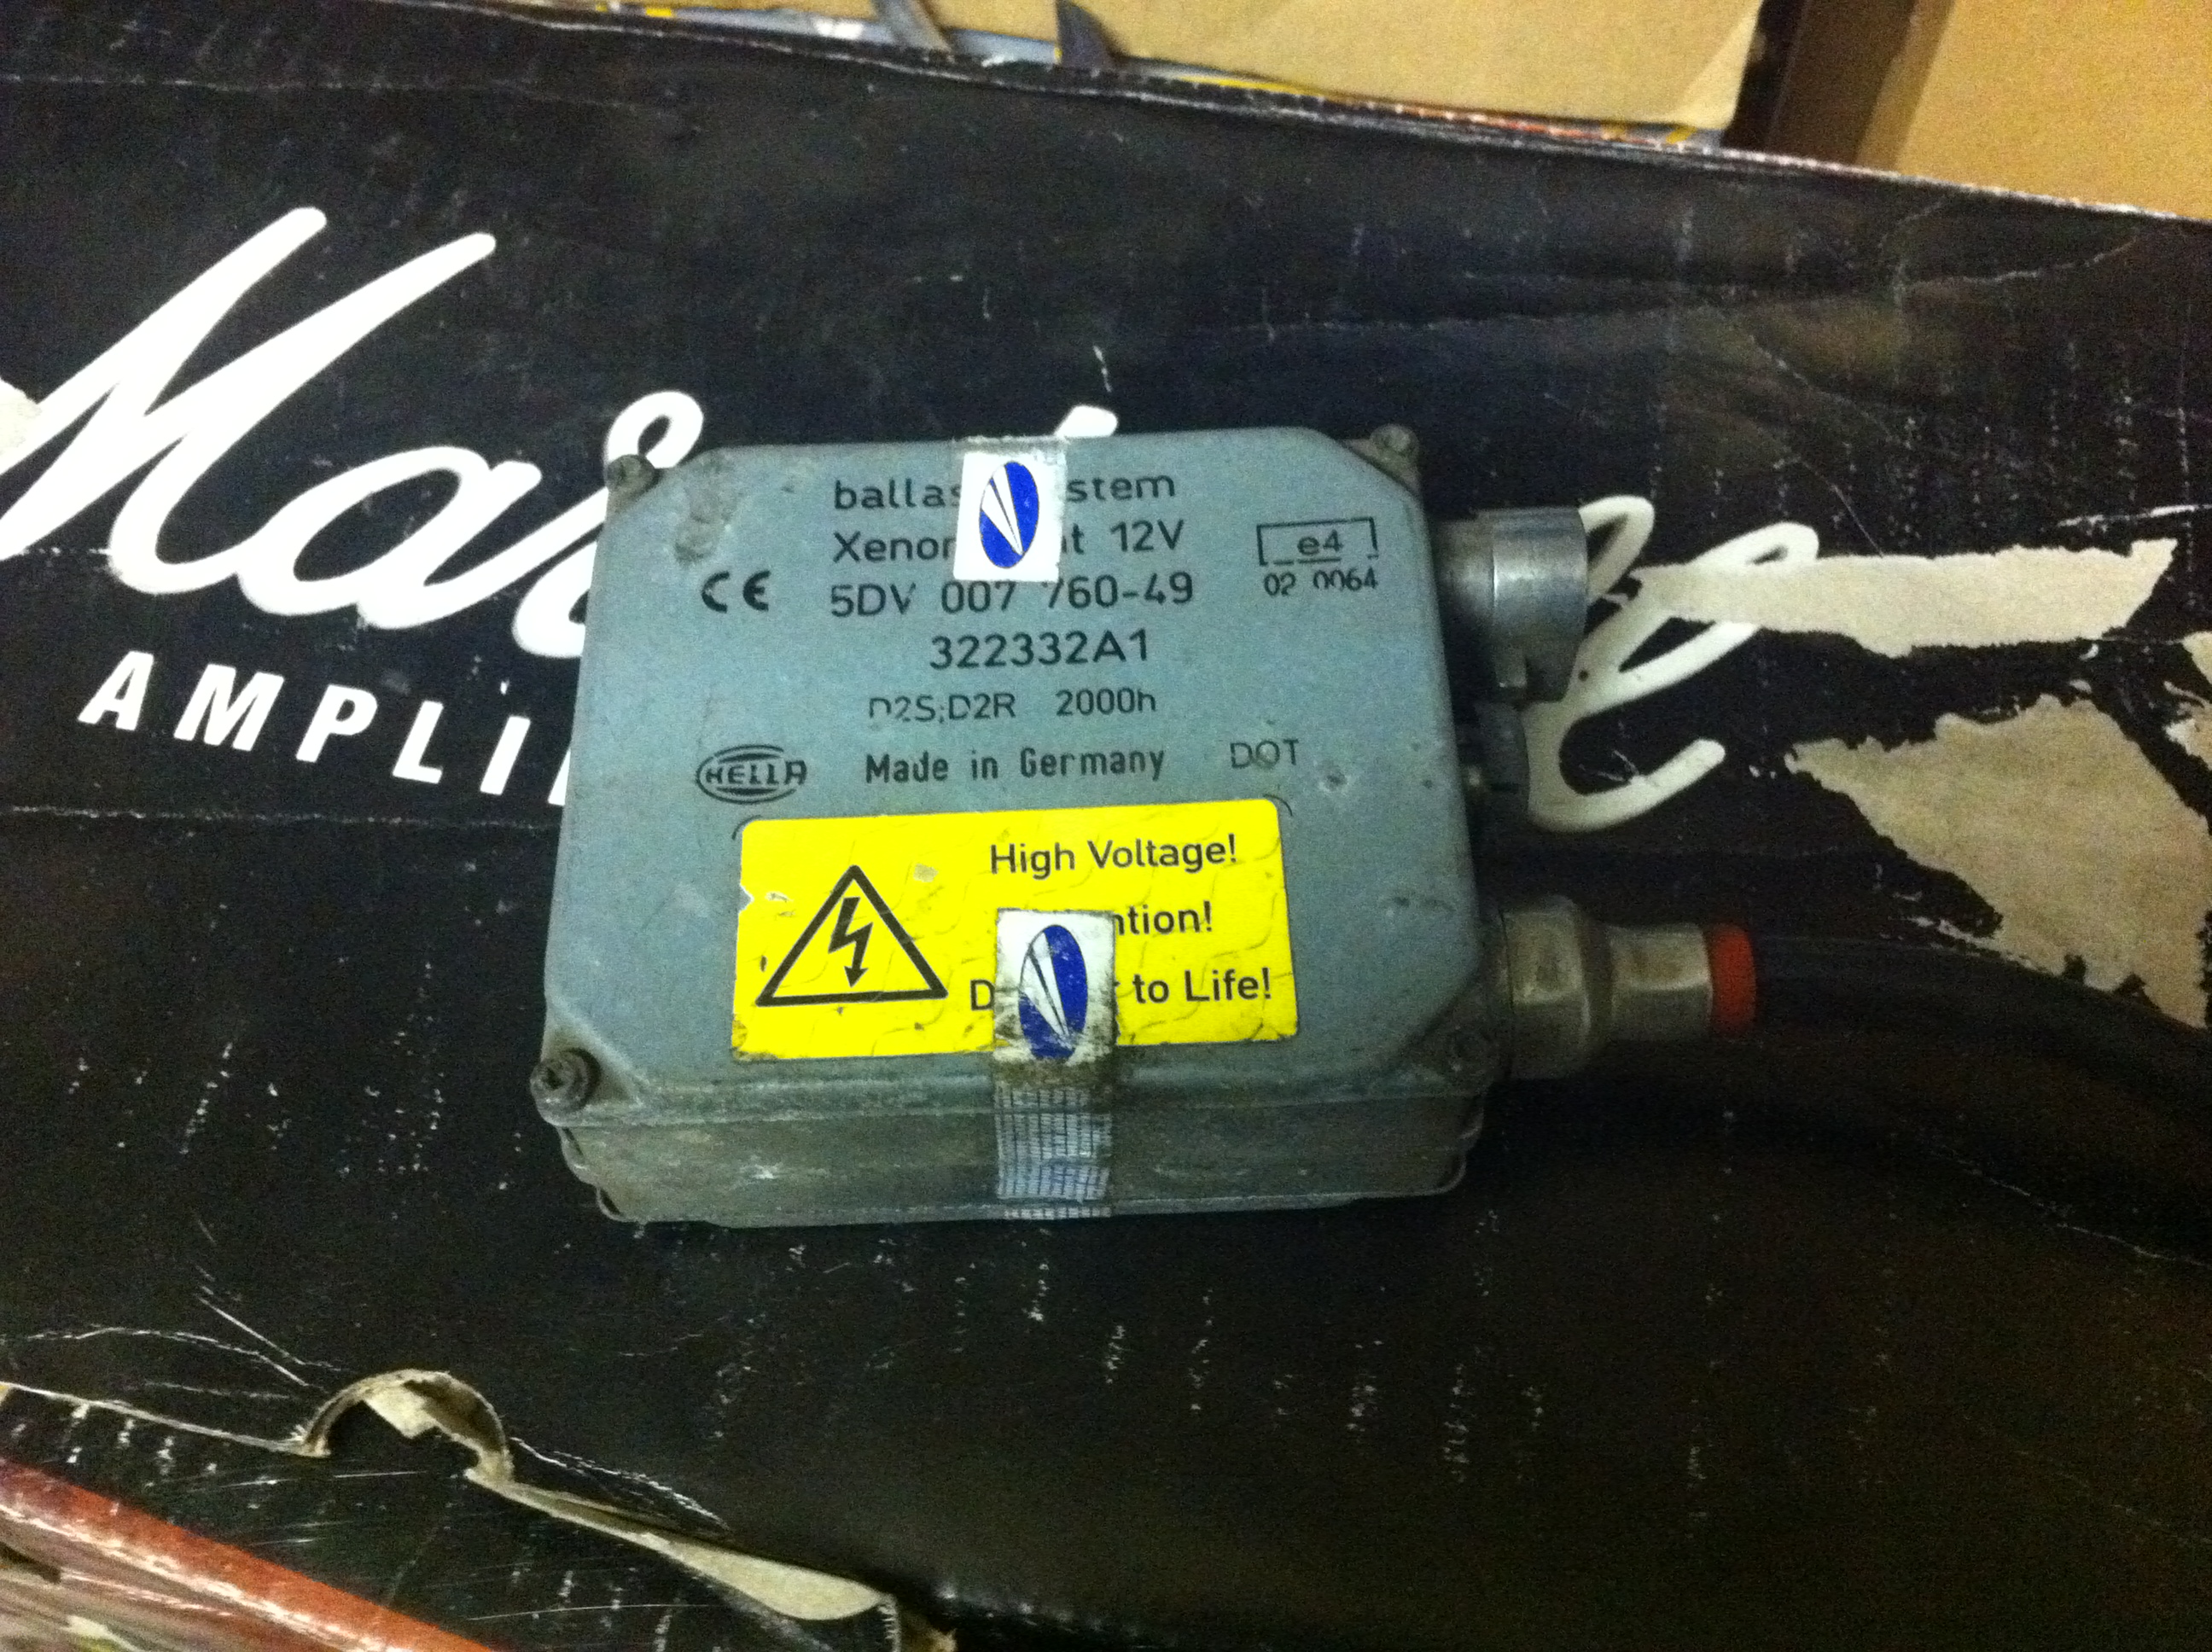 Mar
AMPLI
ballas stem
Xenon t 12V
e4
02 0064
CE
5DV 007 760-49
322332A1
D2S;D2R 2000h
HELLA
Made in Germany
DOT
High Voltage!
ntion!
D to Life!